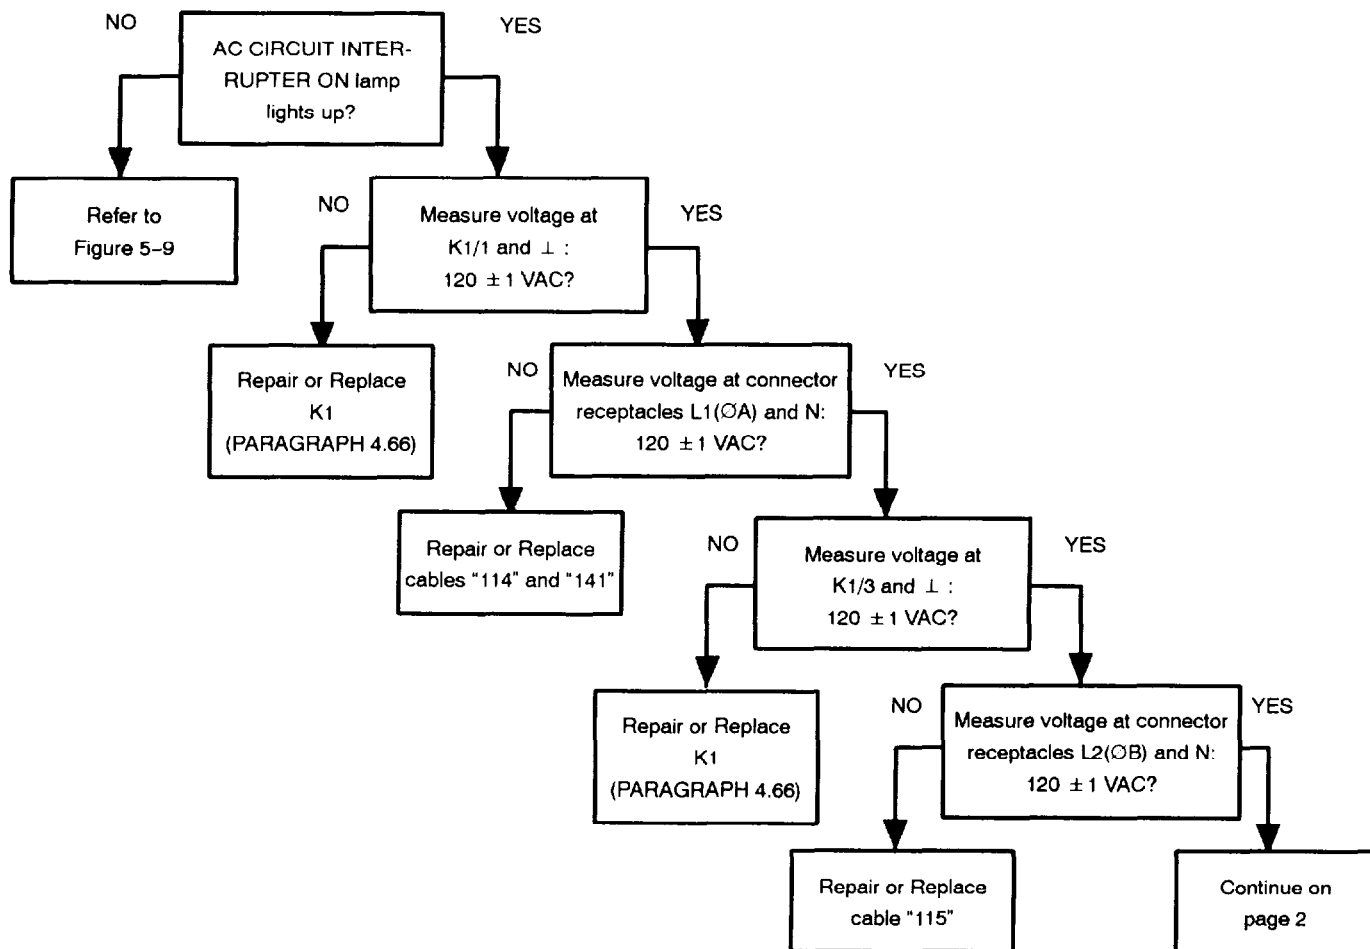 NO
YES
AC CIRCUIT INTER-
RUPTER ON lamp
lights up?
Refer to
Figure 5–9
NO
YES
Measure voltage at
K1/1 and ⊥ :
120 ±1 VAC?
Repair or Replace
K1
(PARAGRAPH 4.66)
NO
YES
Measure voltage at connector
receptacles L1(∅A) and N:
120 ±1 VAC?
Repair or Replace
cables "114" and "141"
NO
YES
Measure voltage at
K1/3 and ⊥ :
120 ±1 VAC?
Repair or Replace
K1
(PARAGRAPH 4.66)
NO
YES
Measure voltage at connector
receptacles L2(∅B) and N:
120 ±1 VAC?
Repair or Replace
cable "115"
Continue on
page 2